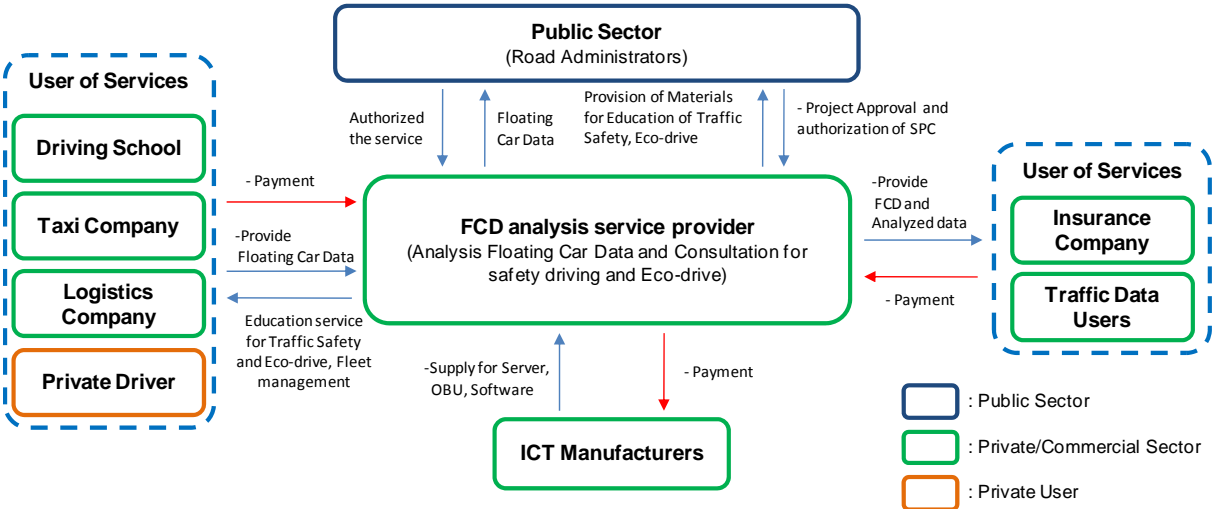 Public Sector
(Road Administrators)
User of Services
Driving School
Taxi Company
Logistics
Company
Private Driver
Authorized
the service
Floating
Car Data
Provision of Materials
for Education of Traffic
Safety, Eco-drive
- Project Approval and
authorization of SPC
- Payment
-Provide
Floating Car Data
Education service
for Traffic Safety
and Eco-drive, Fleet
management
FCD analysis service provider
(Analysis Floating Car Data and Consultation for
safety driving and Eco-drive)
-Provide
FCD and
Analyzed data
- Payment
User of Services
Insurance
Company
Traffic Data
Users
-Supply for Server,
OBU, Software
- Payment
ICT Manufacturers
: Public Sector
: Private/Commercial Sector
: Private User